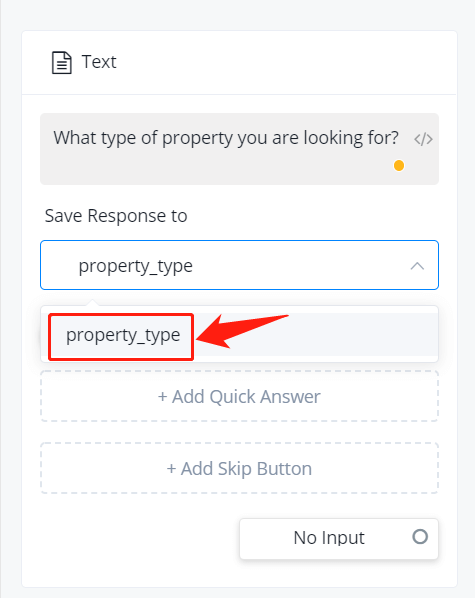 Text
What type of property you are looking for? </>
Save Response to
property_type
property_type
+ Add Quick Answer
+ Add Skip Button
No Input